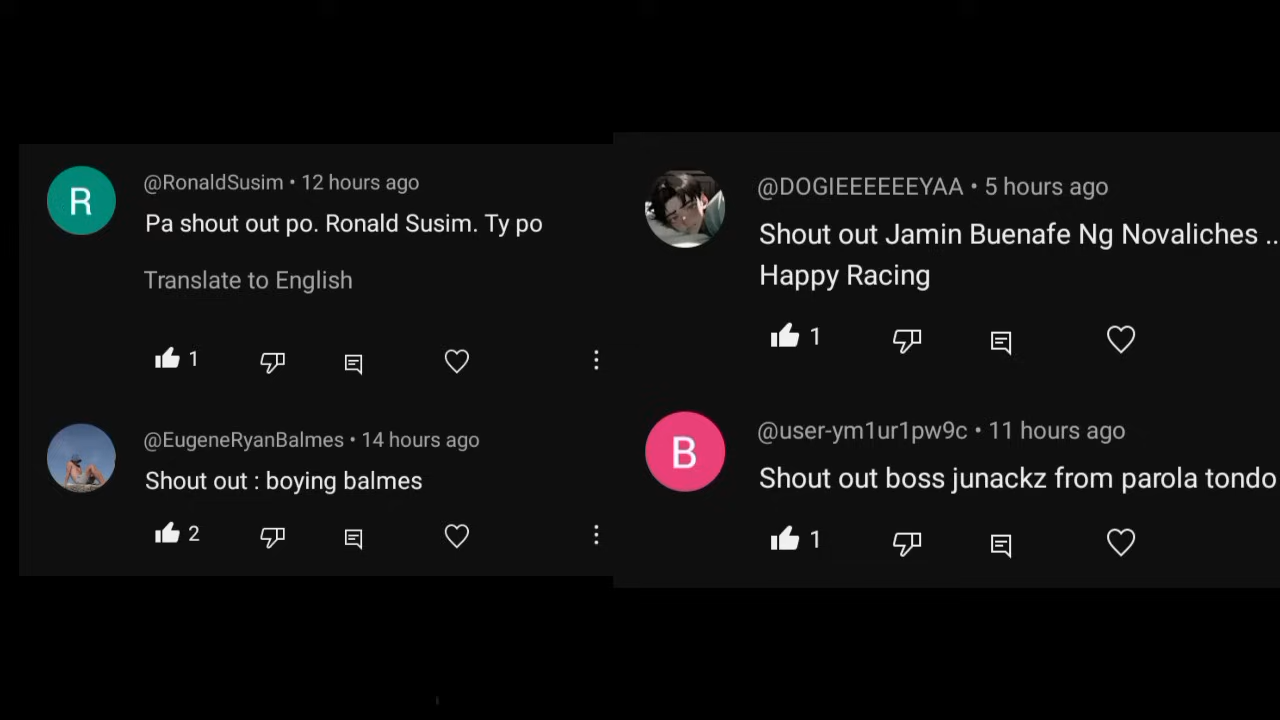 R
@RonaldSusim • 12 hours ago
Pa shout out po. Ronald Susim. Ty po
Translate to English
1
@EugeneRyanBalmes • 14 hours ago
Shout out : boying balmes
2
@DOGIEEEEEEYAA • 5 hours ago
Shout out Jamin Buenafe Ng Novaliches ..
Happy Racing
1
B
@user-ym1ur1pw9c • 11 hours ago
Shout out boss junackz from parola tondo
1